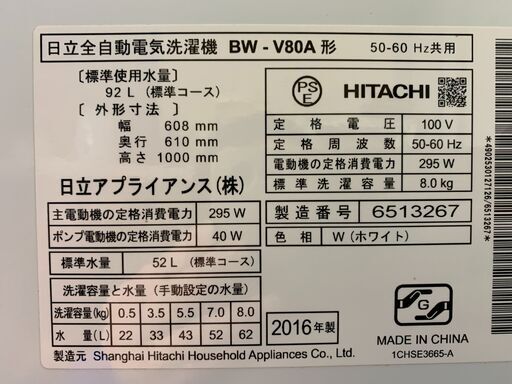 日立全自動電気洗濯機 BW - V80A 形 50-60 Hz共用
〔標準使用水量〕
92 L (標準コース)
〔外形寸法〕
幅 608 mm
奥行 610 mm
高さ 1000 mm
日立アプライアンス(株)
PS
E
HITACHI
定格電圧 100 V
定格周波数 50-60 Hz
電動機の定格消費電力 295 W
標準洗濯容量 8.0 kg
主電動機の定格消費電力 295 W
ポンプ電動機の定格消費電力 40 W
製造番号 6513267
色相 W (ホワイト)
標準水量 52 L (標準コース)
洗濯容量と水量 (手動設定の水量)
洗濯容量(kg) 0.5 3.5 5.5 7.0 8.0
水量(L) 22 33 43 52 62
2016年製
G
MADE IN CHINA
1CHSE3665-A
製造元 Shanghai Hitachi Household Appliances Co., Ltd.
*4902530127126/6513267*